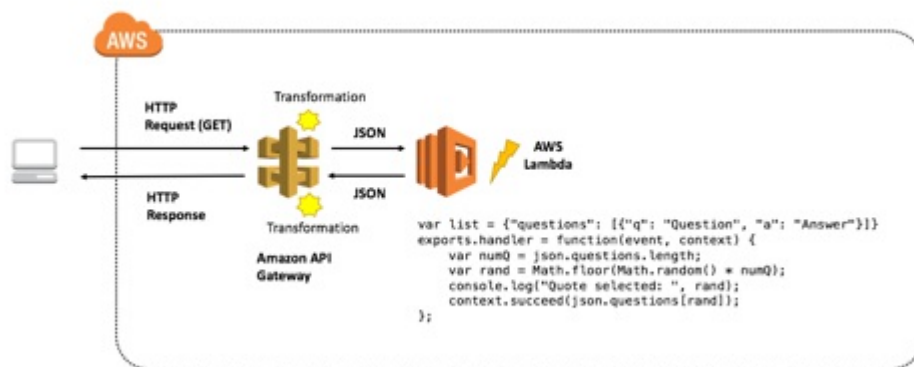 AWS
Transformation
HTTP
Request (GET)
JSON
AWS
Lambda
HTTP
Response
JSON
Transformation
Amazon API
Gateway
var list = {"questions": [{"q": "Question", "a": "Answer"}]}
exports.handler = function(event, context) {
    var numQ = json.questions.length;
    var rand = Math.floor(Math.random() * numQ);
    console.log("Quote selected: ", rand);
    context.succeed(json.questions[rand]);
};